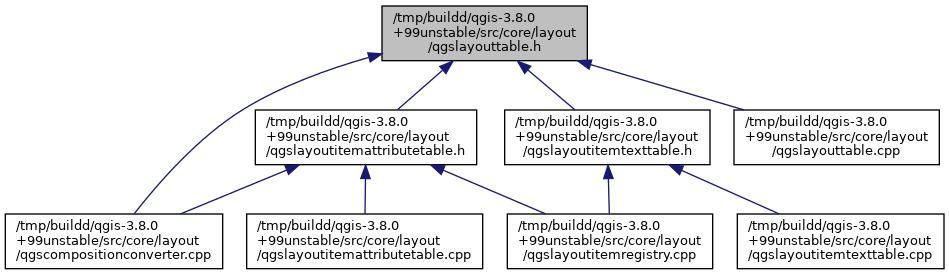 /tmp/buildd/qgis-3.8.0
+99unstable/src/core/layout
/qgslayouttable.h
/tmp/buildd/qgis-3.8.0
+99unstable/src/core/layout
/qgslayoutitemattributetable.h
/tmp/buildd/qgis-3.8.0
+99unstable/src/core/layout
/qgslayoutitemtexttable.h
/tmp/buildd/qgis-3.8.0
+99unstable/src/core/layout
/qgslayouttable.cpp
/tmp/buildd/qgis-3.8.0
+99unstable/src/core/layout
/qgscompositionconverter.cpp
/tmp/buildd/qgis-3.8.0
+99unstable/src/core/layout
/qgslayoutitemattributetable.cpp
/tmp/buildd/qgis-3.8.0
+99unstable/src/core/layout
/qgslayoutitemregistry.cpp
/tmp/buildd/qgis-3.8.0
+99unstable/src/core/layout
/qgslayoutitemtexttable.cpp